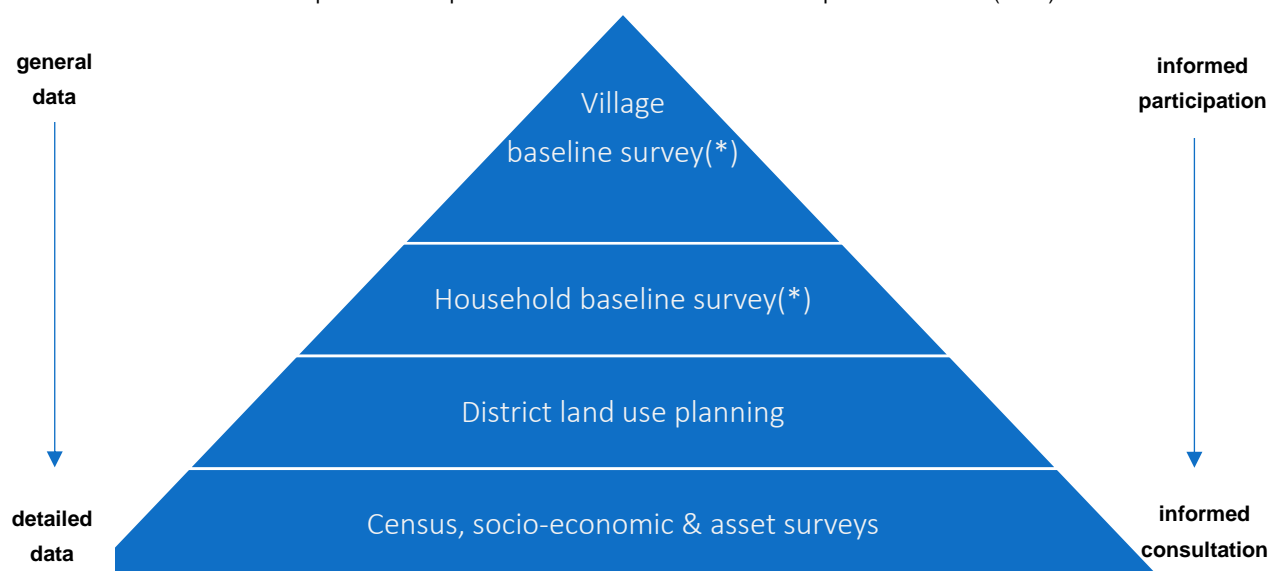 general
data
informed
participation
Village
baseline survey(*)
Household baseline survey(*)
District land use planning
detailed
data
Census, socio-economic & asset surveys
informed
consultation